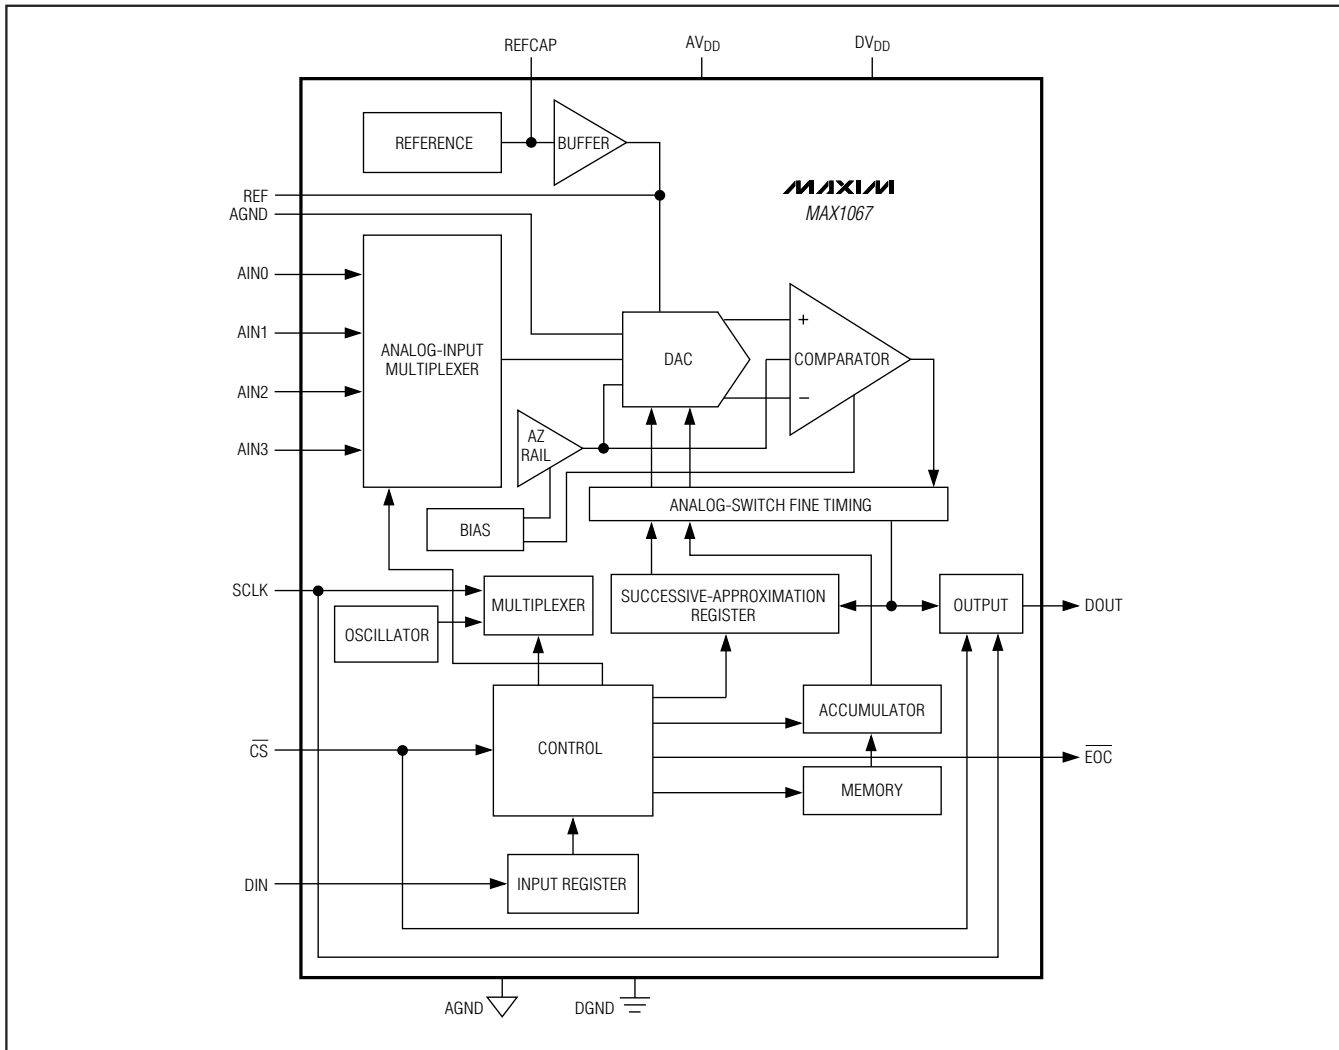 REFCAP
AVDD
DVDD
REFERENCE
BUFFER
REF
AGND
MAXIM
MAX1067
AIN0
AIN1
AIN2
AIN3
ANALOG-INPUT
MULTIPLEXER
DAC
+
COMPARATOR
−
AZ
RAIL
BIAS
ANALOG-SWITCH FINE TIMING
SCLK
MULTIPLEXER
OSCILLATOR
SUCCESSIVE-APPROXIMATION
REGISTER
OUTPUT
DOUT
CS
CONTROL
ACCUMULATOR
EOC
MEMORY
DIN
INPUT REGISTER
AGND
DGND